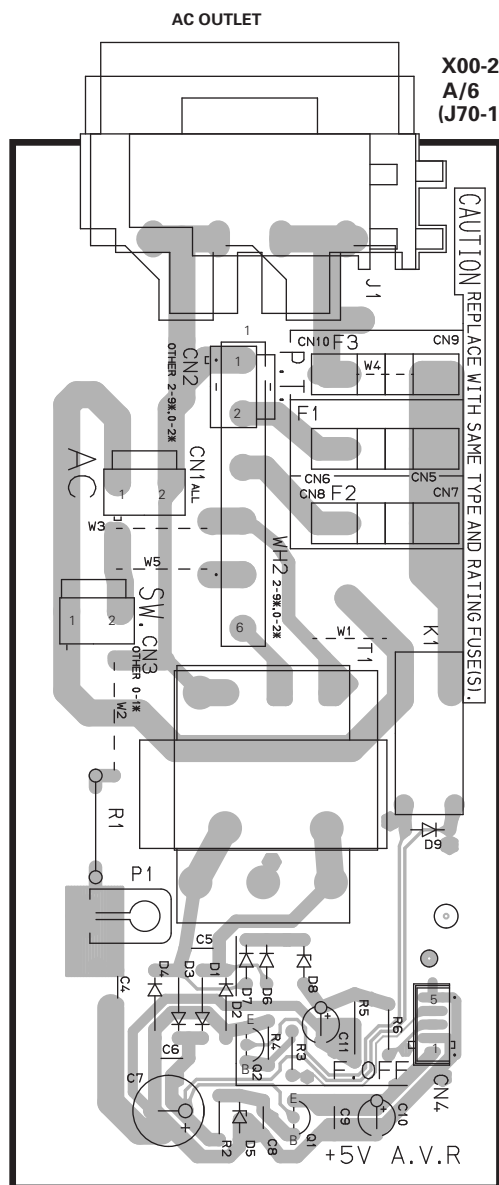 AC OUTLET
X00-2
A/6
(J70-1
CAUTION REPLACE WITH SAME TYPE AND RATING FUSE(S).
J1
1
CN10 F3 CN9
P.T.
W4
CN2
OTHER 2-9*.0-2*
1
2
F1
CN6 CN5
CN8 F2 CN7
AC
CN1 ALL
1 2
W3
W5
WH2 2-9*.0-2*
6
SW.CN3
OTHER 0-1*
1 2
W1
T1
K1
W2
R1
D9
P1
C5
C4
D4
D3
D1
D2
D7
D6
D8
C6
E
B
Q2
R4
R3
C11
R5
R6
5
1
CN4
F.OFF
C7
R2
D5
C8
E
B
Q1
C9
C10
+5V A.V.R